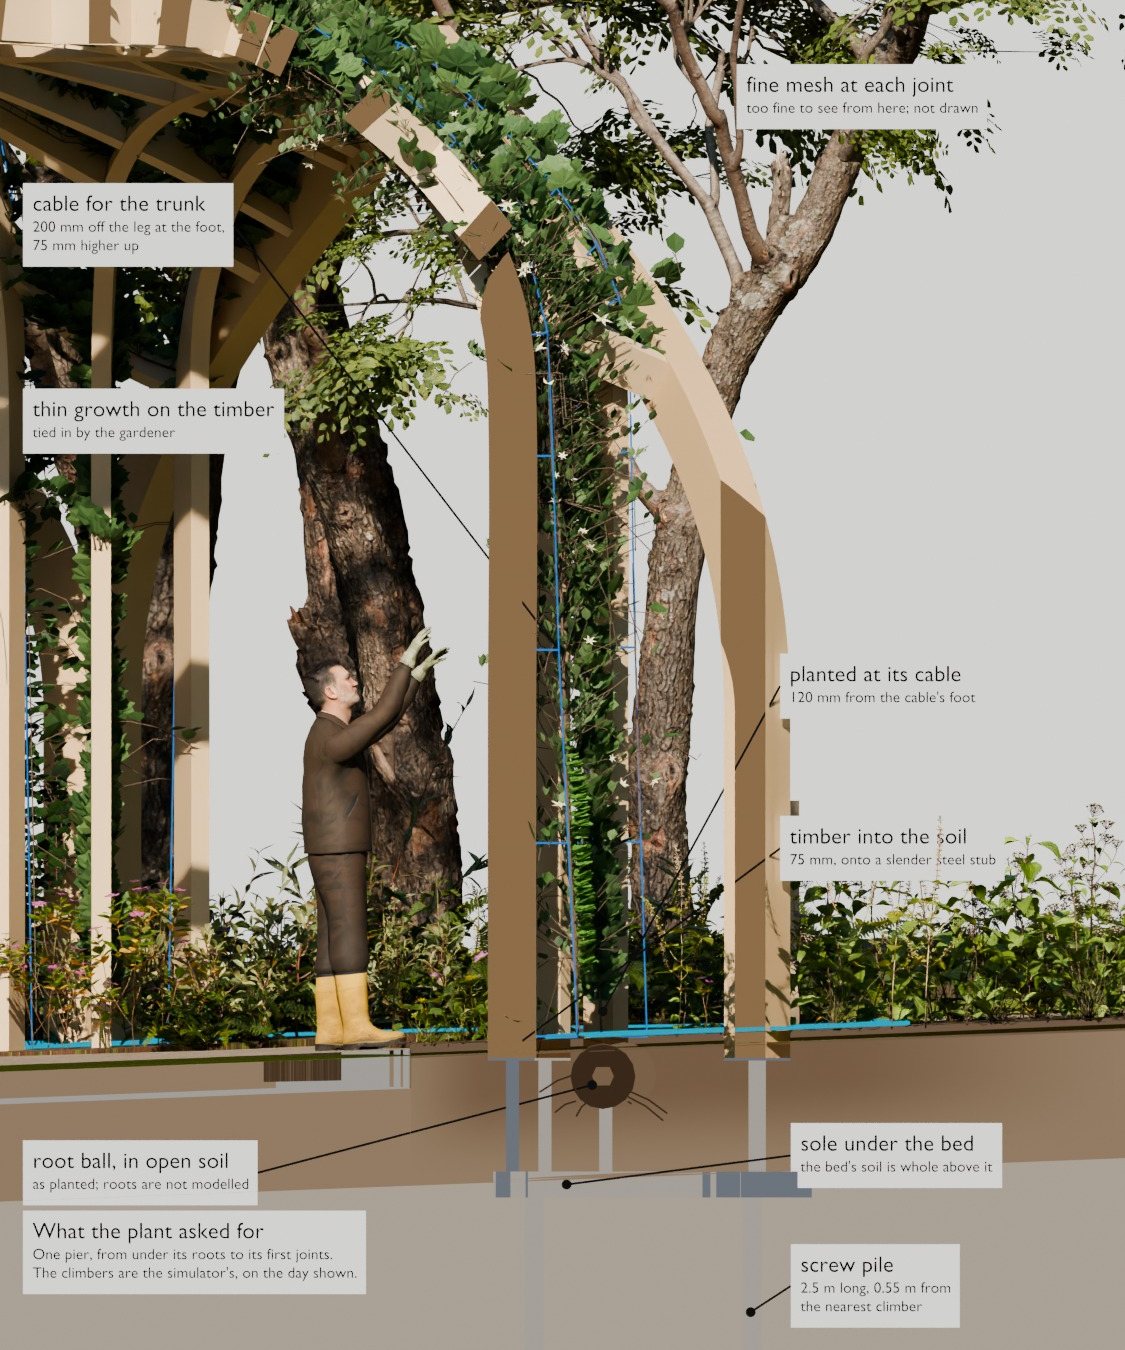 fine mesh at each joint
too fine to see from here; not drawn
cable for the trunk
200 mm off the leg at the foot,
75 mm higher up
thin growth on the timber
tied in by the gardener
planted at its cable
120 mm from the cable's foot
timber into the soil
75 mm, onto a slender steel stub
sole under the bed
the bed's soil is whole above it
root ball, in open soil
as planted; roots are not modelled
What the plant asked for
One pier, from under its roots to its first joints.
The climbers are the simulator's, on the day shown.
screw pile
2.5 m long, 0.55 m from
the nearest climber